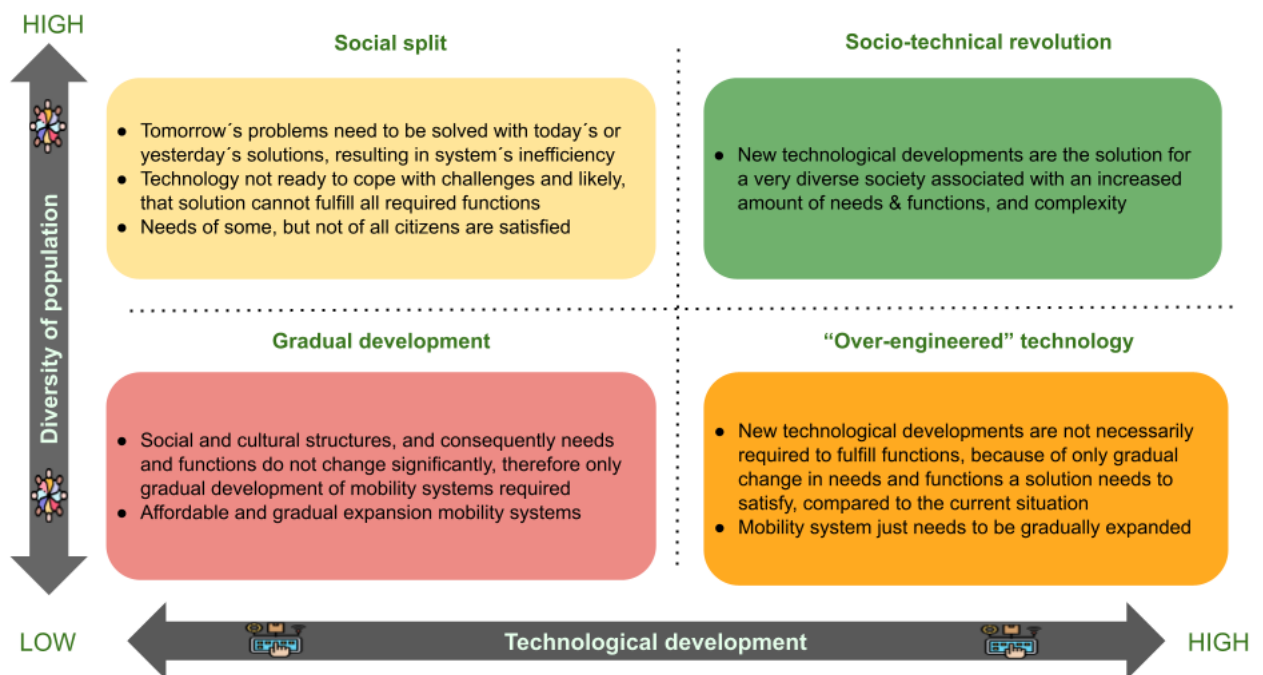 HIGH
Social split
Socio-technical revolution
● Tomorrow´s problems need to be solved with today´s or
yesterday´s solutions, resulting in system´s inefficiency
● Technology not ready to cope with challenges and likely,
that solution cannot fulfill all required functions
● Needs of some, but not of all citizens are satisfied
● New technological developments are the solution for
a very diverse society associated with an increased
amount of needs & functions, and complexity
Diversity of population
Gradual development
“Over-engineered” technology
● Social and cultural structures, and consequently needs
and functions do not change significantly, therefore only
gradual development of mobility systems required
● Affordable and gradual expansion mobility systems
● New technological developments are not necessarily
required to fulfill functions, because of only gradual
change in needs and functions a solution needs to
satisfy, compared to the current situation
● Mobility system just needs to be gradually expanded
LOW
Technological development
HIGH